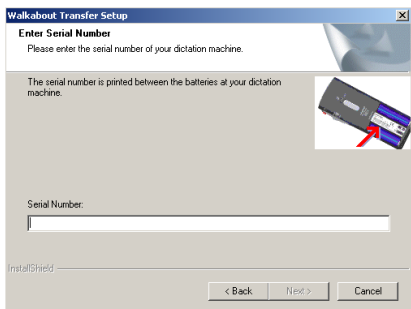 Walkabout Transfer Setup
Enter Serial Number
Please enter the serial number of your dictation machine.
The serial number is printed between the batteries at your dictation
machine.
Serial Number:
InstallShield
< Back
Next >
Cancel